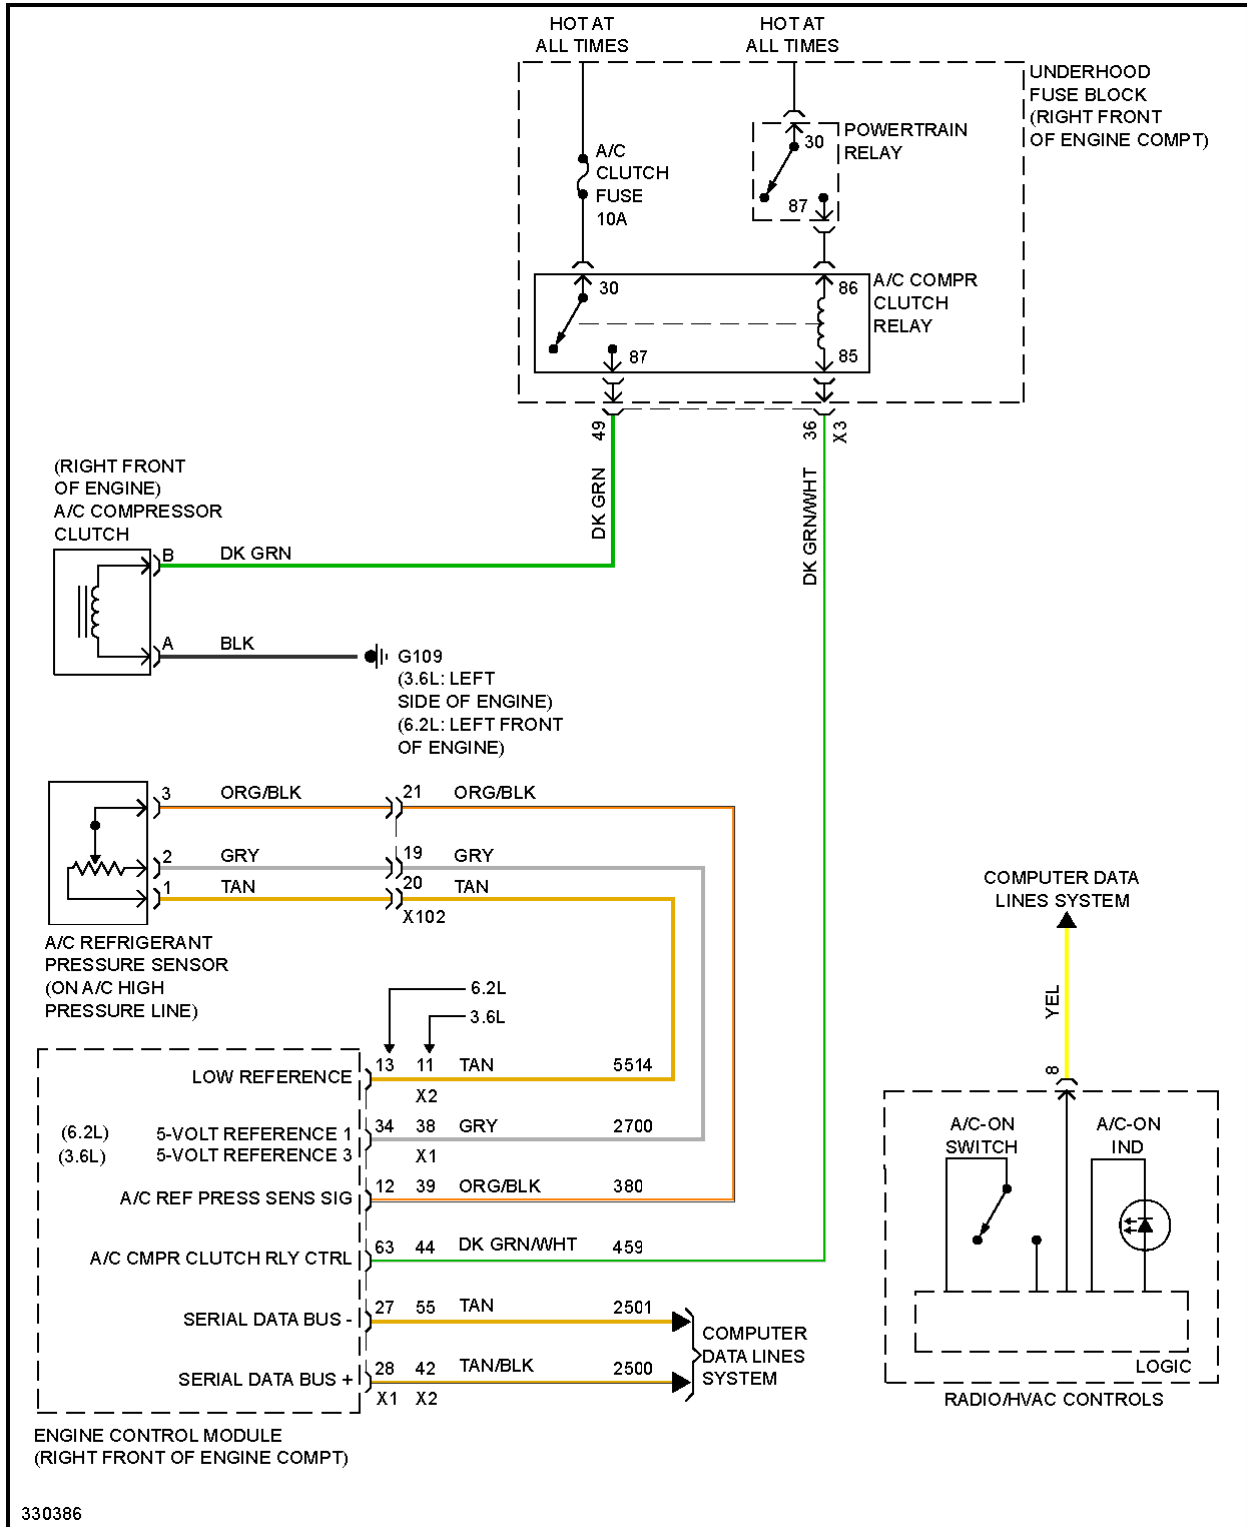 HOT AT
ALL TIMES
HOT AT
ALL TIMES
UNDERHOOD
FUSE BLOCK
(RIGHT FRONT
OF ENGINE COMPT)
A/C
CLUTCH
FUSE
10A
30
POWERTRAIN
RELAY
87
30
87
86
85
A/C COMPR
CLUTCH
RELAY
49
36
X3
DK GRN
DK GRN/WHT
(RIGHT FRONT
OF ENGINE)
A/C COMPRESSOR
CLUTCH
B
DK GRN
A
BLK
G109
(3.6L: LEFT
SIDE OF ENGINE)
(6.2L: LEFT FRONT
OF ENGINE)
3
ORG/BLK
21
ORG/BLK
2
GRY
19
GRY
1
TAN
20
TAN
X102
A/C REFRIGERANT
PRESSURE SENSOR
(ON A/C HIGH
PRESSURE LINE)
6.2L
3.6L
LOW REFERENCE
13
11
TAN
5514
X2
(6.2L)
5-VOLT REFERENCE 1
34
38
GRY
2700
(3.6L)
5-VOLT REFERENCE 3
X1
A/C REF PRESS SENS SIG
12
39
ORG/BLK
380
A/C CMPR CLUTCH RLY CTRL
63
44
DK GRN/WHT
459
SERIAL DATA BUS -
27
55
TAN
2501
SERIAL DATA BUS +
28
42
TAN/BLK
2500
X1
X2
COMPUTER
DATA LINES
SYSTEM
ENGINE CONTROL MODULE
(RIGHT FRONT OF ENGINE COMPT)
COMPUTER DATA
LINES SYSTEM
YEL
8
A/C-ON
SWITCH
A/C-ON
IND
LOGIC
RADIO/HVAC CONTROLS
330386